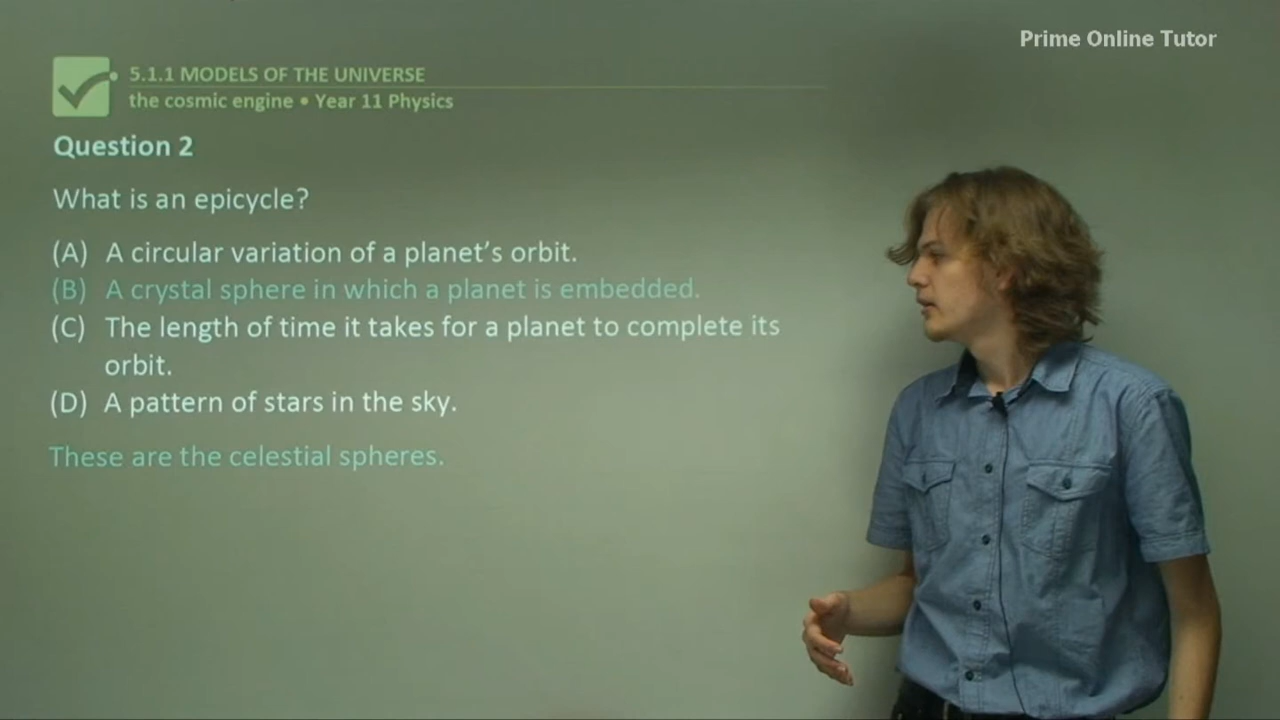 Prime Online Tutor
5.1.1 MODELS OF THE UNIVERSE
the cosmic engine • Year 11 Physics
Question 2
What is an epicycle?
(A) A circular variation of a planet's orbit.
(B) A crystal sphere in which a planet is embedded.
(C) The length of time it takes for a planet to complete its
orbit.
(D) A pattern of stars in the sky.
These are the celestial spheres.